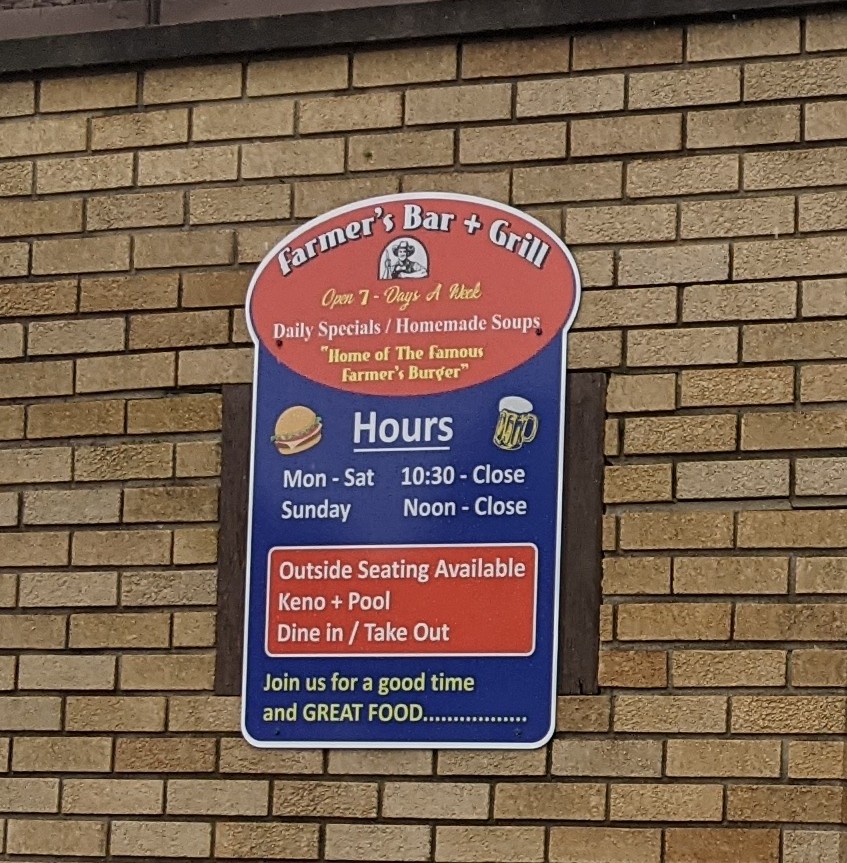 Farmer's Bar + Grill
Open 7 - Days A Week
Daily Specials / Homemade Soups
"Home of The Famous
Farmer's Burger"
Hours
Mon - Sat 10:30 - Close
Sunday Noon - Close
Outside Seating Available
Keno + Pool
Dine in / Take Out
Join us for a good time
and GREAT FOOD.................